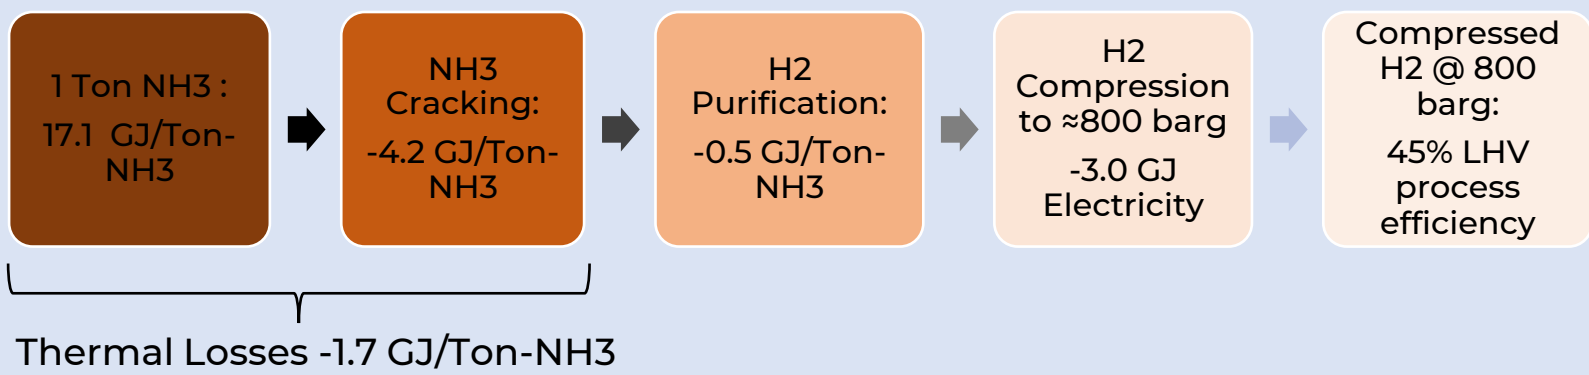 1 Ton NH3 :
17.1 GJ/Ton-
NH3
NH3
Cracking:
-4.2 GJ/Ton-
NH3
H2
Purification:
-0.5 GJ/Ton-
NH3
H2
Compression
to ≈800 barg
-3.0 GJ
Electricity
Compressed
H2 @ 800
barg:
45% LHV
process
efficiency
Thermal Losses -1.7 GJ/Ton-NH3